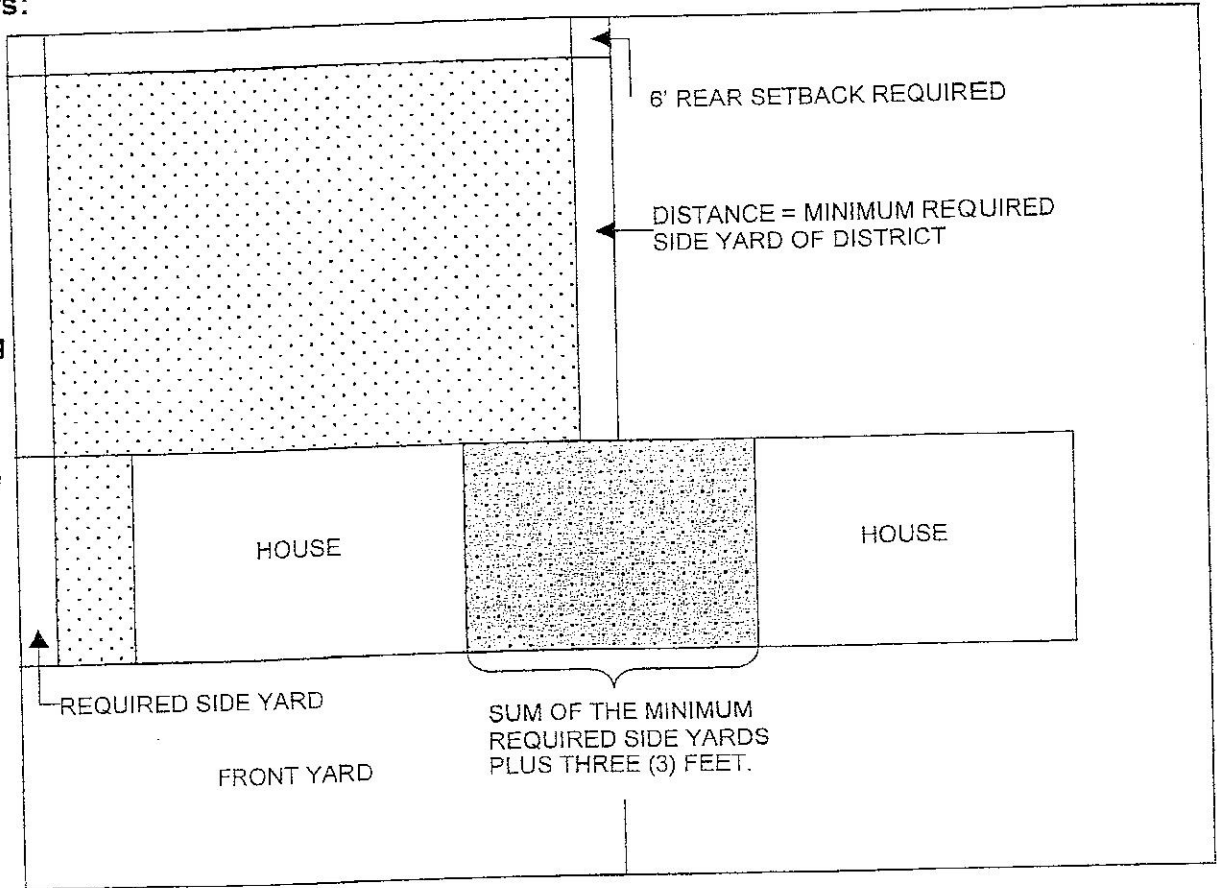 6' REAR SETBACK REQUIRED
DISTANCE = MINIMUM REQUIRED
SIDE YARD OF DISTRICT
HOUSE
HOUSE
REQUIRED SIDE YARD
SUM OF THE MINIMUM
REQUIRED SIDE YARDS
PLUS THREE (3) FEET.
FRONT YARD